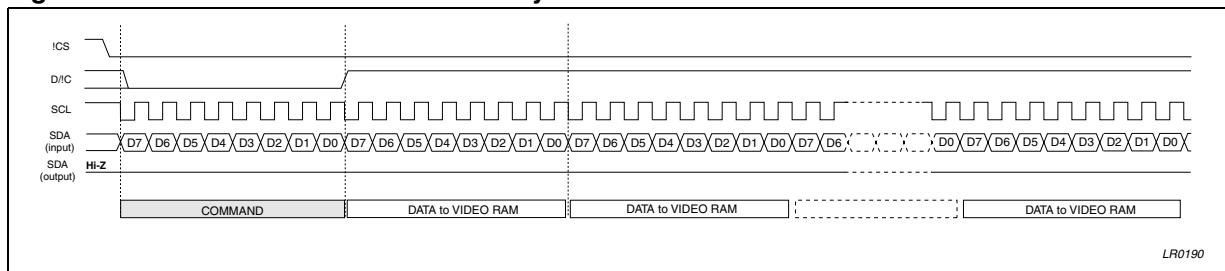 !CS
D/!C
SCL
SDA
(input)
D7 D6 D5 D4 D3 D2 D1 D0 D7 D6 D5 D4 D3 D2 D1 D0 D7 D6 D5 D4 D3 D2 D1 D0 D7 D6 D0 D7 D6 D5 D4 D3 D2 D1 D0
SDA
(output)
Hi-Z
COMMAND DATA to VIDEO RAM DATA to VIDEO RAM DATA to VIDEO RAM
LR0190